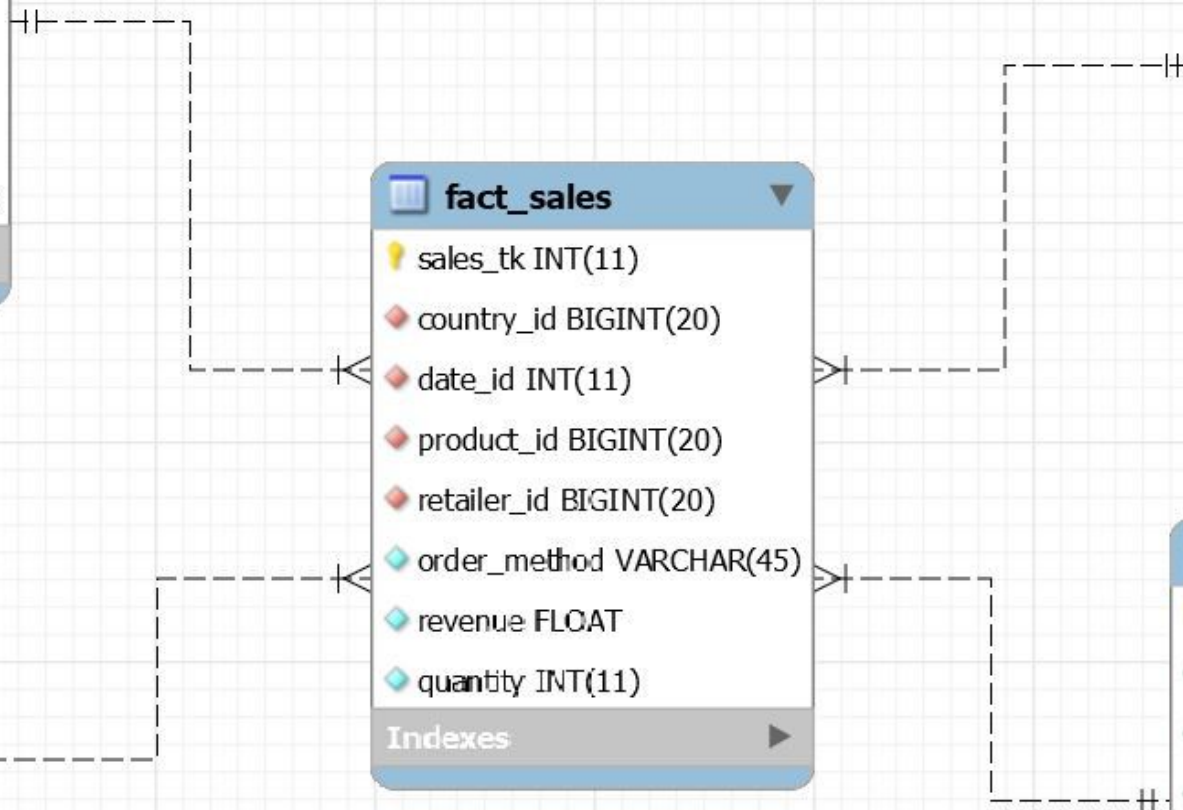 fact_sales
sales_tk INT(11)
country_id BIGINT(20)
date_id INT(11)
product_id BIGINT(20)
retailer_id BIGINT(20)
order_method VARCHAR(45)
revenue FLOAT
quantity INT(11)
Indexes